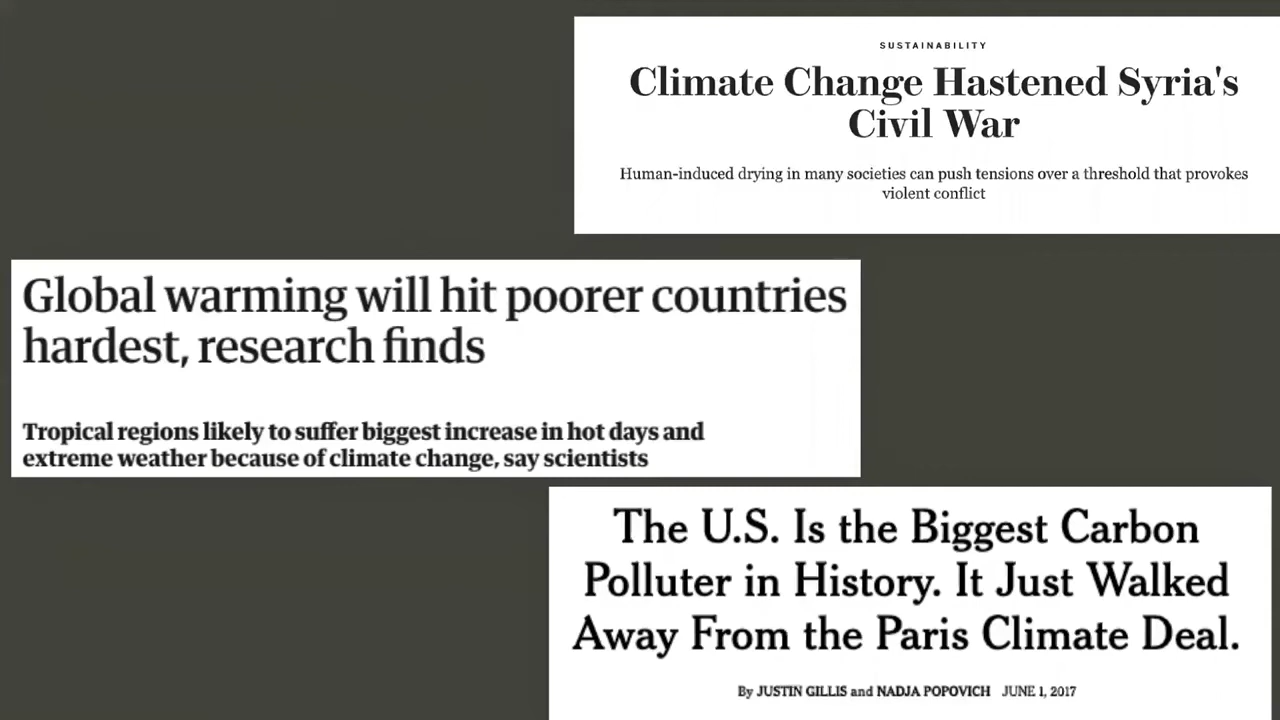 SUSTAINABILITY
Climate Change Hastened Syria's
Civil War
Human-induced drying in many societies can push tensions over a threshold that provokes
violent conflict
Global warming will hit poorer countries
hardest, research finds
Tropical regions likely to suffer biggest increase in hot days and
extreme weather because of climate change, say scientists
The U.S. Is the Biggest Carbon
Polluter in History. It Just Walked
Away From the Paris Climate Deal.
By JUSTIN GILLIS and NADJA POPOVICH JUNE 1, 2017